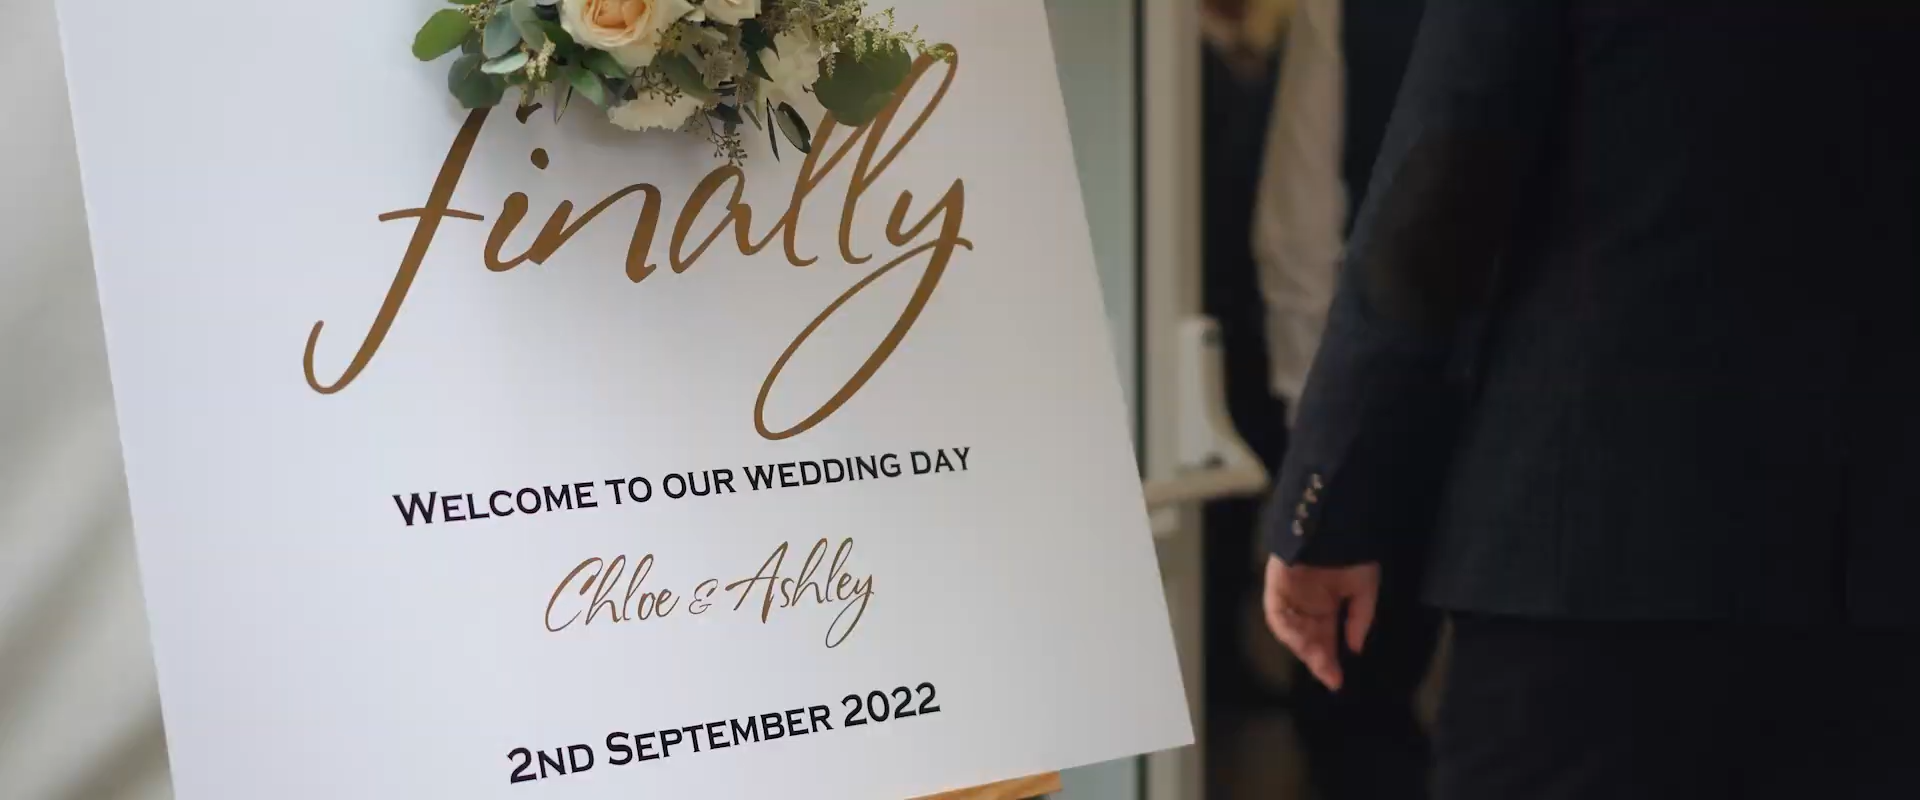 finally
Welcome to our wedding day
Chloe & Ashley
2nd September 2022